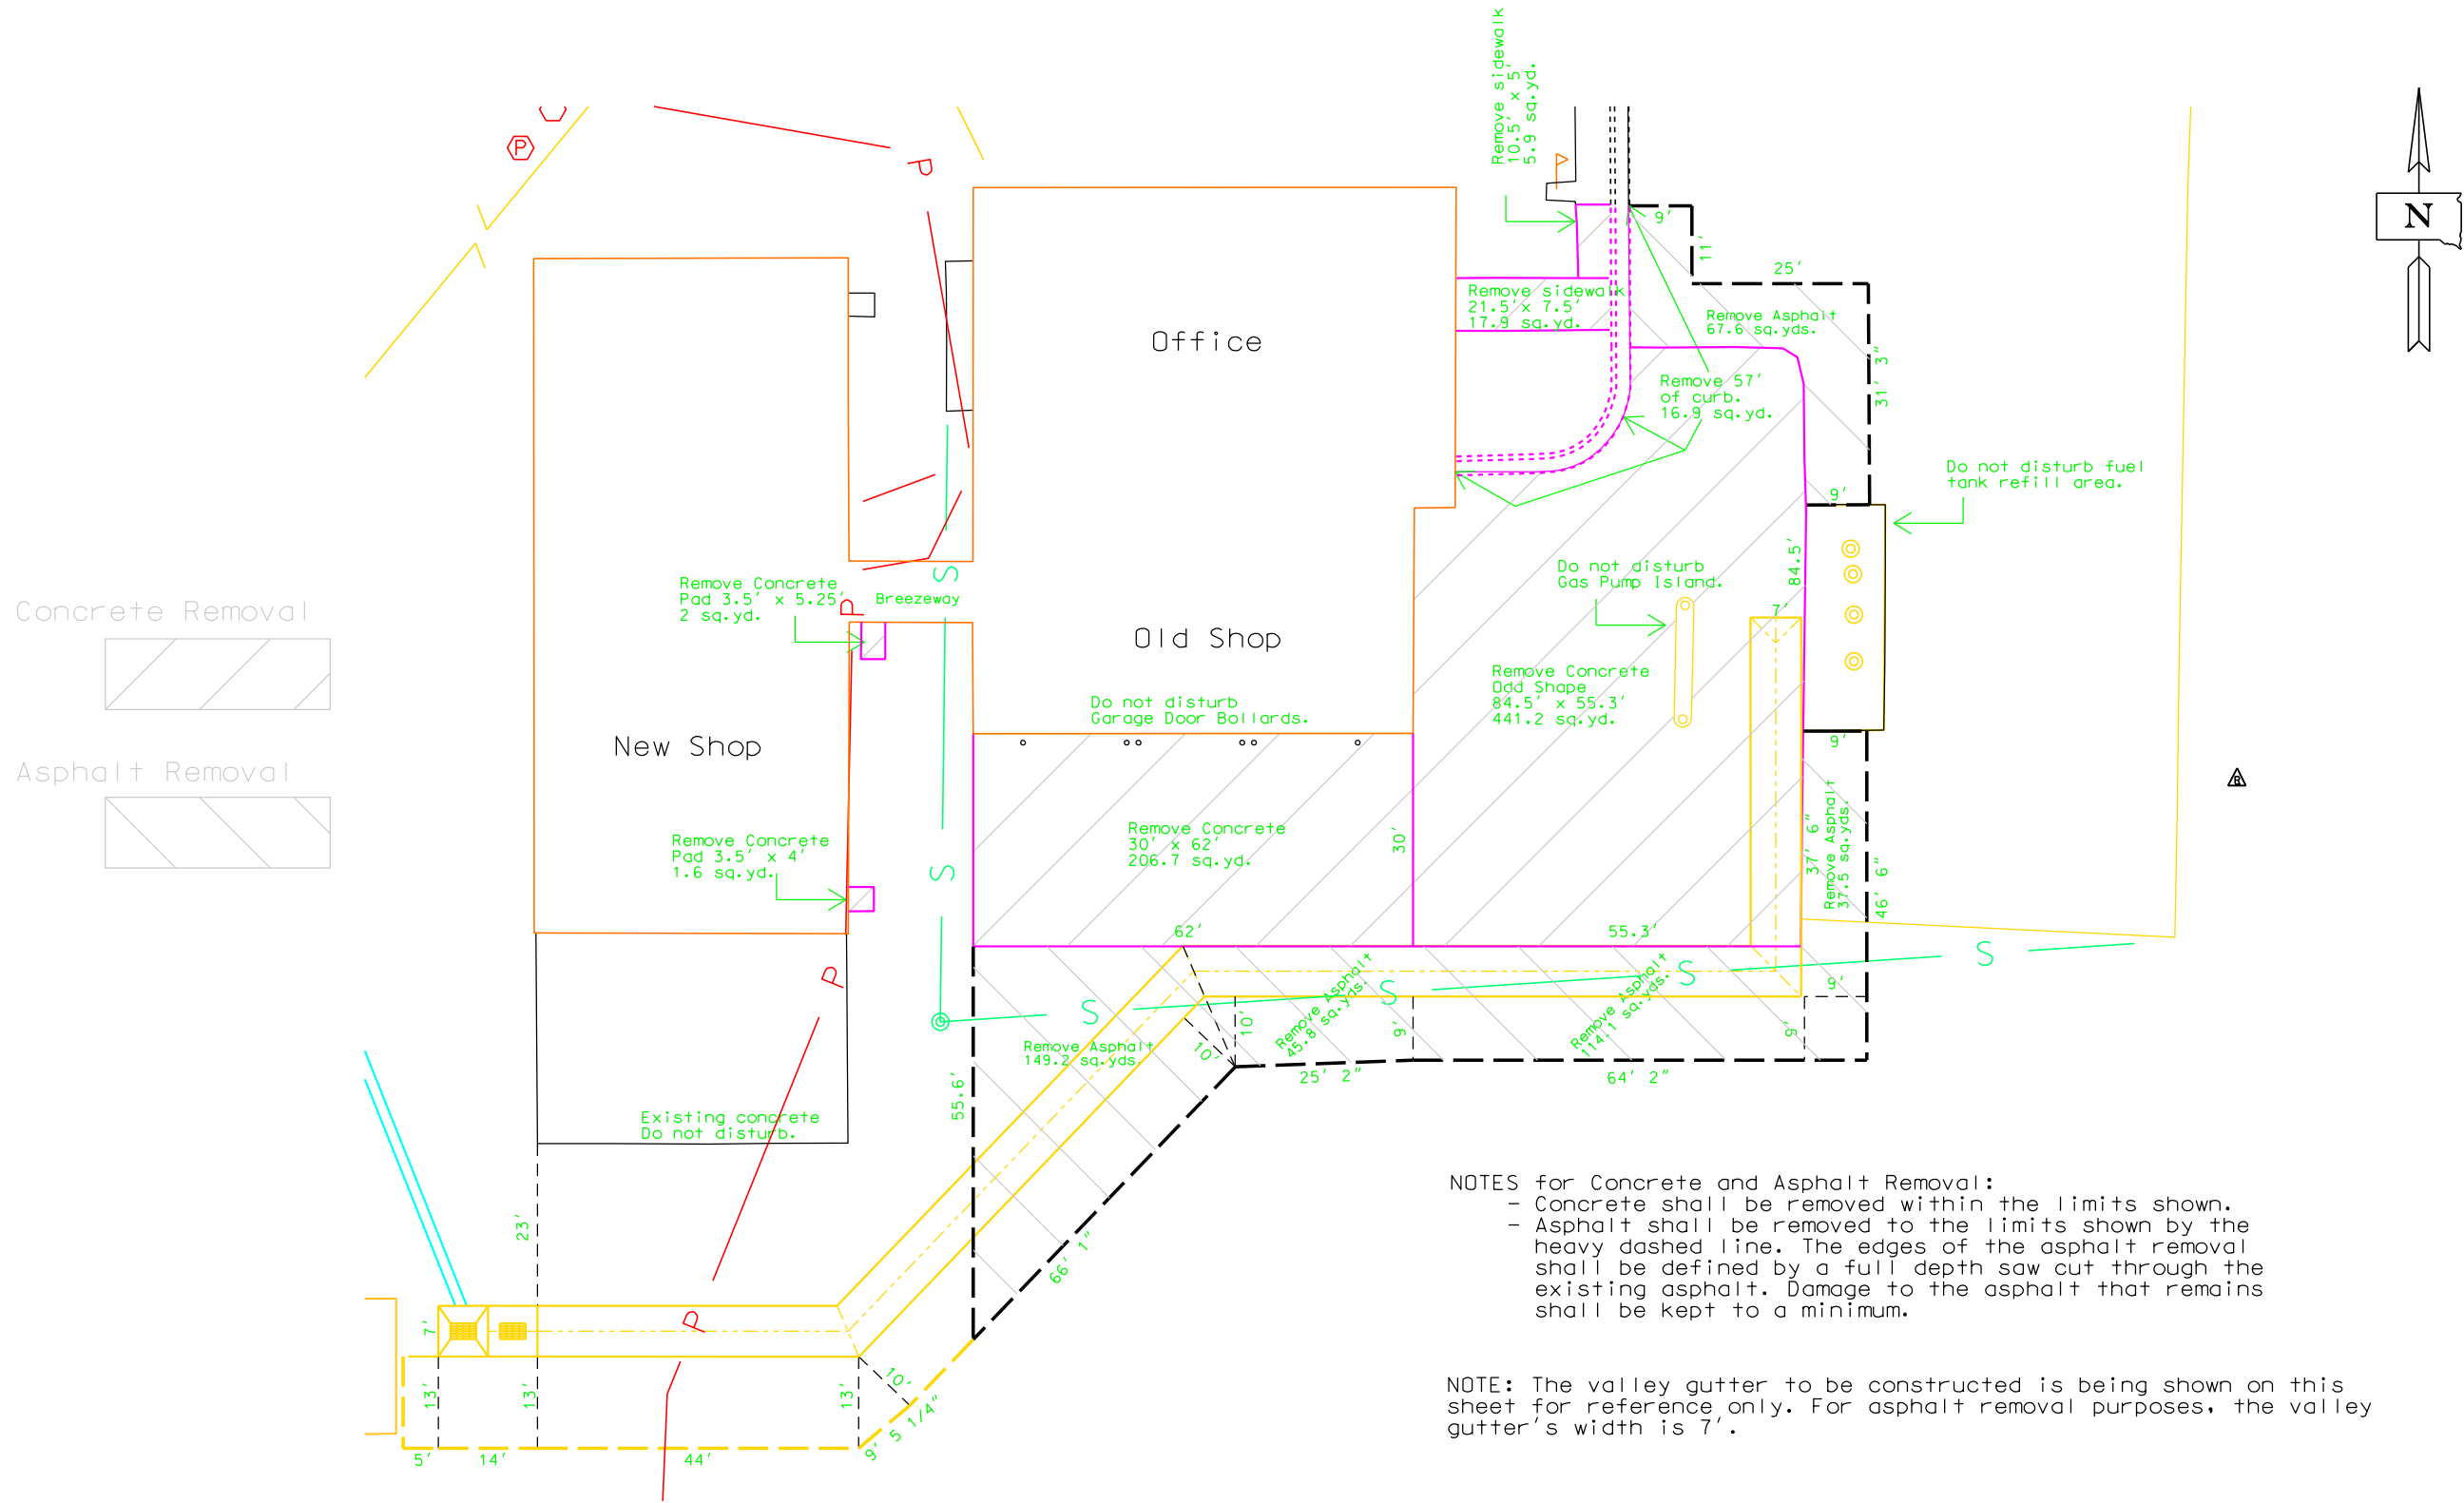 Remove sidewalk
10.5' x 5'
5.9 sq.yd.
P
P
9'
11'
25'
N
Remove sidewalk
21.5'x 7.5'
17.9 sq.yd.
Remove Asphalt
67.6 sq.yds.
31' 3"
Office
Remove 57'
of curb.
16.9 sq.yd.
Do not disturb fuel
tank refill area.
9'
84.5'
Do not disturb
Gas Pump Island.
S
Remove Concrete
Pad 3.5' x 5.25'
2 sq.yd.
P
Breezeway
Concrete Removal
7'
Old Shop
Remove Concrete
Odd Shape
84.5' x 55.3'
441.2 sq.yd.
Do not disturb
Garage Door Bollards.
New Shop
9'
Asphalt Removal
Remove Concrete
30' x 62'
206.7 sq.yd.
30'
37' 6"
Remove Asphalt
37.5 sq.yds.
46' 6"
Remove Concrete
Pad 3.5' x 4'
1.6 sq.yd.
S
62'
55.3'
P
S
S
S
S
9'
10'
10'
Remove Asphalt
45.8 sq.yds.
9'
Remove Asphalt
114.1 sq.yds.
9'
Remove Asphalt
149.2 sq.yds.
25' 2"
64' 2"
55.6'
Existing concrete
Do not disturb.
23'
66' 1"
NOTES for Concrete and Asphalt Removal:
- Concrete shall be removed within the limits shown.
- Asphalt shall be removed to the limits shown by the
heavy dashed line. The edges of the asphalt removal
shall be defined by a full depth saw cut through the
existing asphalt. Damage to the asphalt that remains
shall be kept to a minimum.
7'
P
13'
13'
13'
10'
9' 5 1/4"
5'
14'
44'
NOTE: The valley gutter to be constructed is being shown on this
sheet for reference only. For asphalt removal purposes, the valley
gutter's width is 7'.